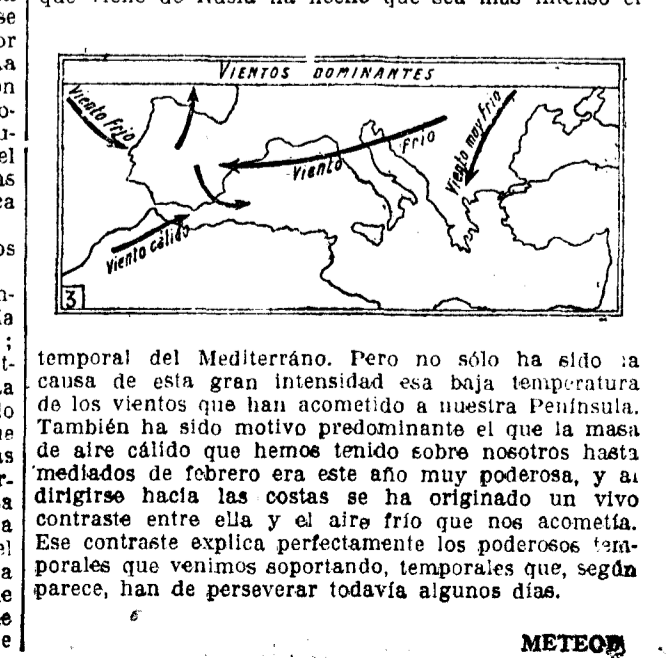 que viene de Rusia ha hecho que sea más intenso el
VIENTOS DOMINANTES
Viento Frío
Viento Frío
Viento muy Frío
Viento cálido
3
temporal del Mediterráno. Pero no sólo ha sido la
causa de esta gran intensidad esa baja temperatura
de los vientos que han acometido a nuestra Península.
También ha sido motivo predominante el que la masa
de aire cálido que hemos tenido sobre nosotros hasta
mediados de febrero era este año muy poderosa, y al
dirigirse hacia las costas se ha originado un vivo
contraste entre ella y el aire frío que nos acometía.
Ese contraste explica perfectamente los poderosos tem-
porales que venimos soportando, temporales que, según
parece, han de perseverar todavía algunos días.
METEOR